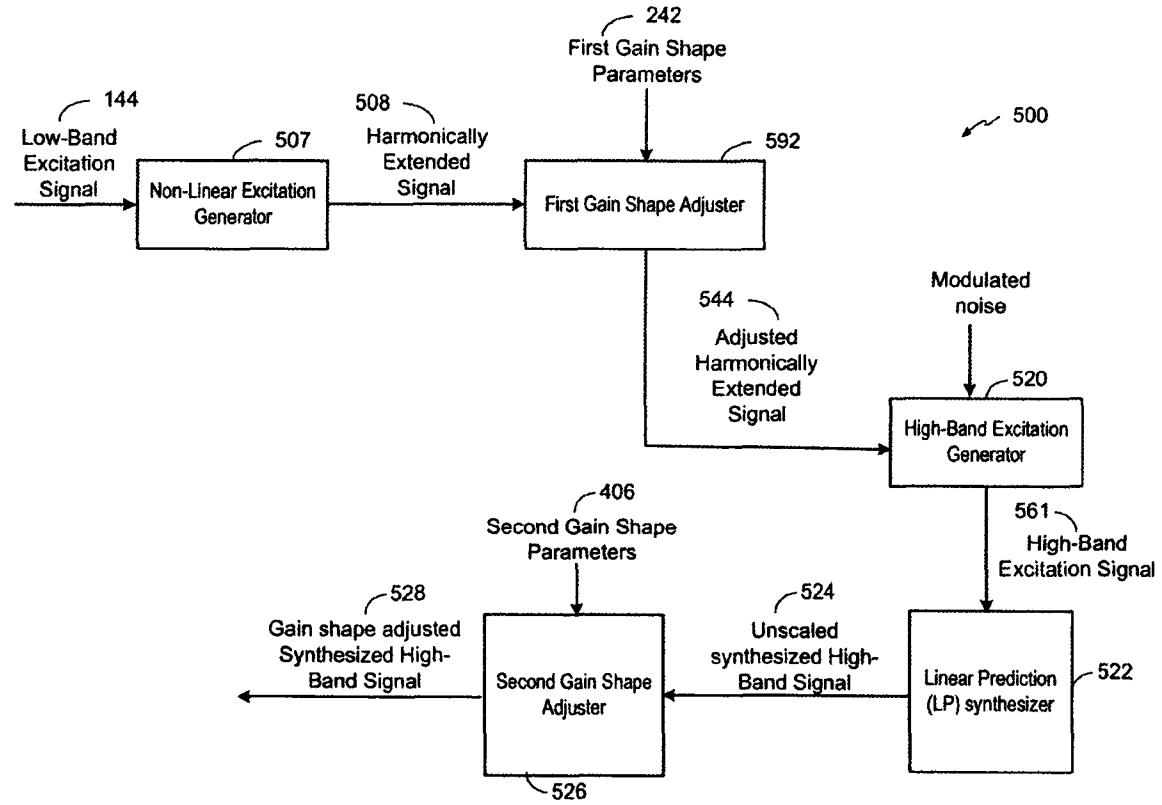 242
First Gain Shape
Parameters
144
Low-Band
Excitation
Signal
507
Non-Linear Excitation
Generator
508
Harmonically
Extended
Signal
592
First Gain Shape Adjuster
500
544
Adjusted
Harmonically
Extended
Signal
Modulated
noise
520
High-Band Excitation
Generator
561
High-Band
Excitation Signal
406
Second Gain Shape
Parameters
528
Gain shape adjusted
Synthesized High-
Band Signal
Second Gain Shape
Adjuster
526
524
Unscaled
synthesized High-
Band Signal
Linear Prediction
(LP) synthesizer
522